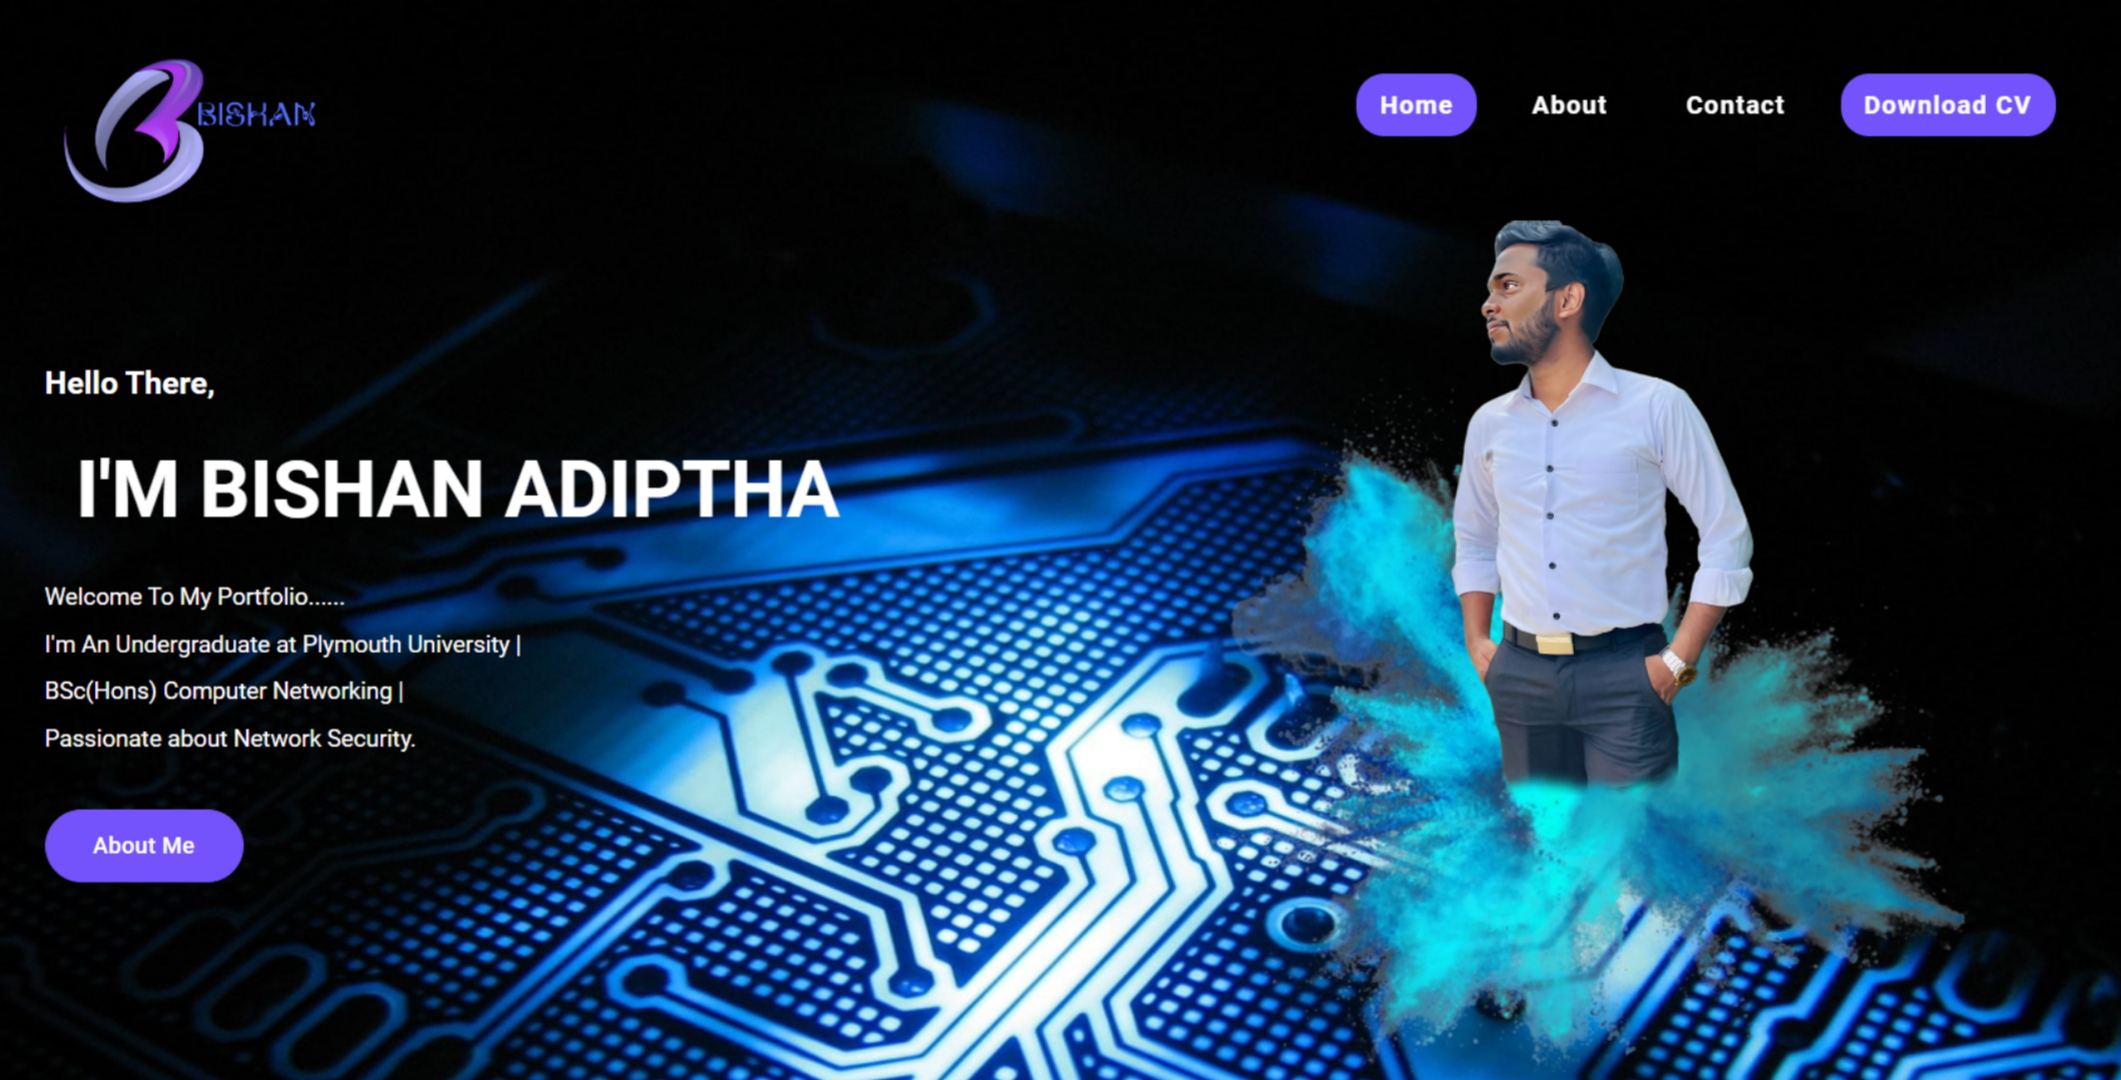 BISHAN
Home About Contact Download CV
Hello There,
I'M BISHAN ADIPTHA
Welcome To My Portfolio......
I'm An Undergraduate at Plymouth University |
BSc(Hons) Computer Networking |
Passionate about Network Security.
About Me